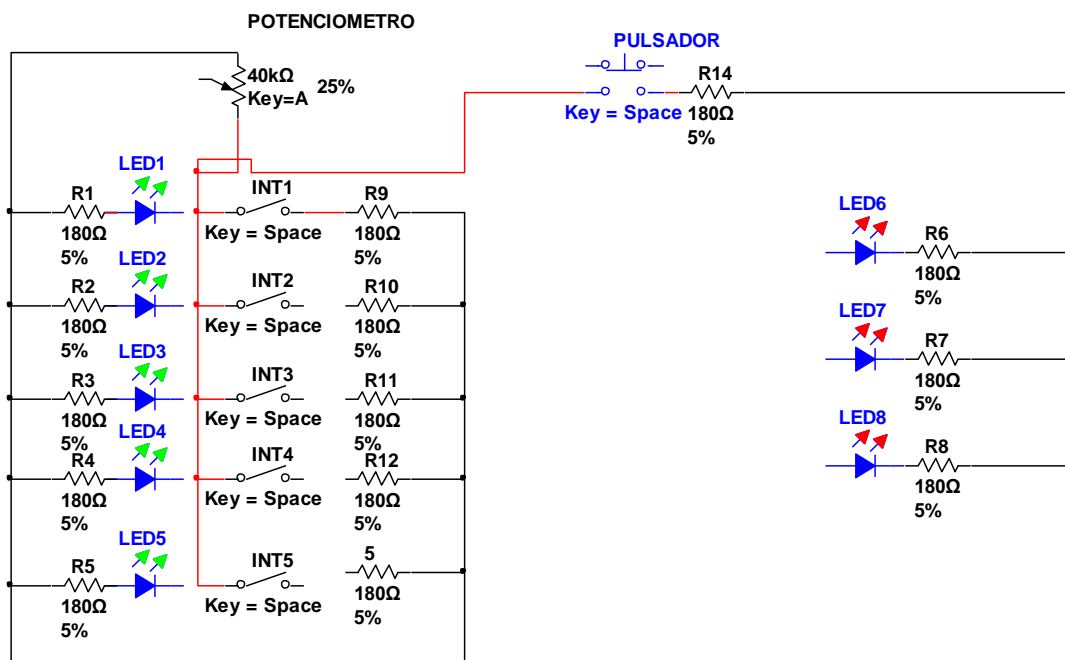 POTENCIOMETRO
40kΩ
Key=A
25%
PULSADOR
Key = Space
R14
180Ω
5%
LED1
R1
180Ω
5%
INT1
Key = Space
R9
180Ω
5%
LED2
R2
180Ω
5%
INT2
Key = Space
R10
180Ω
5%
LED3
R3
180Ω
5%
INT3
Key = Space
R11
180Ω
5%
LED4
R4
180Ω
5%
INT4
Key = Space
R12
180Ω
5%
LED5
R5
180Ω
5%
INT5
Key = Space
5
180Ω
5%
LED6
R6
180Ω
5%
LED7
R7
180Ω
5%
LED8
R8
180Ω
5%